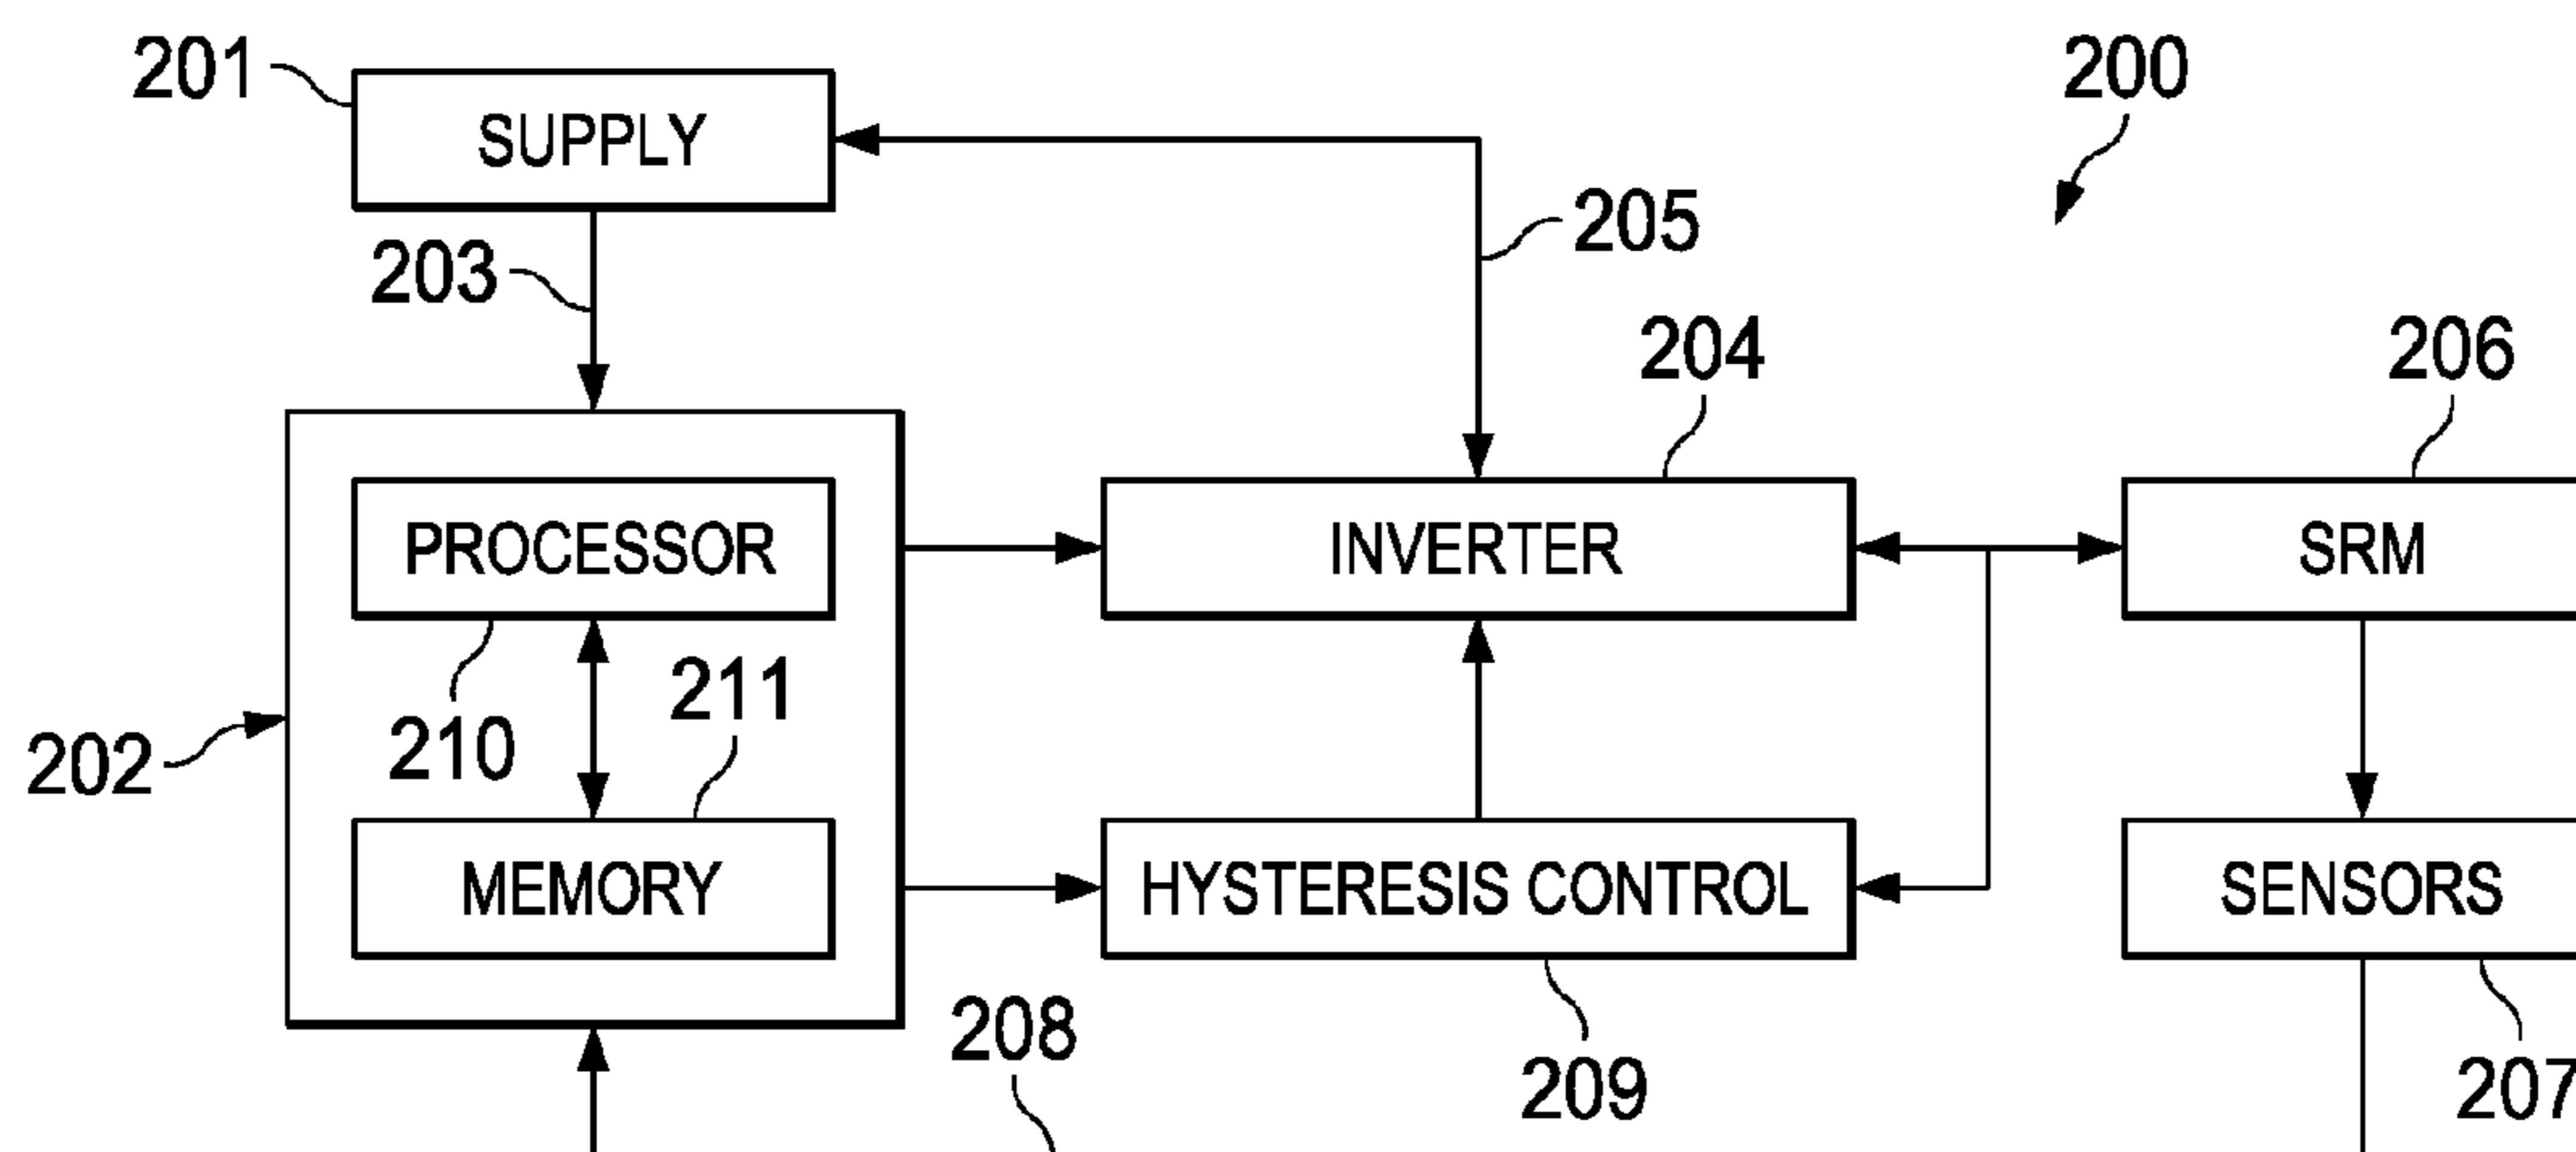 201
SUPPLY
200
203
205
204
206
PROCESSOR
INVERTER
SRM
210
211
202
MEMORY
HYSTERESIS CONTROL
SENSORS
208
209
207